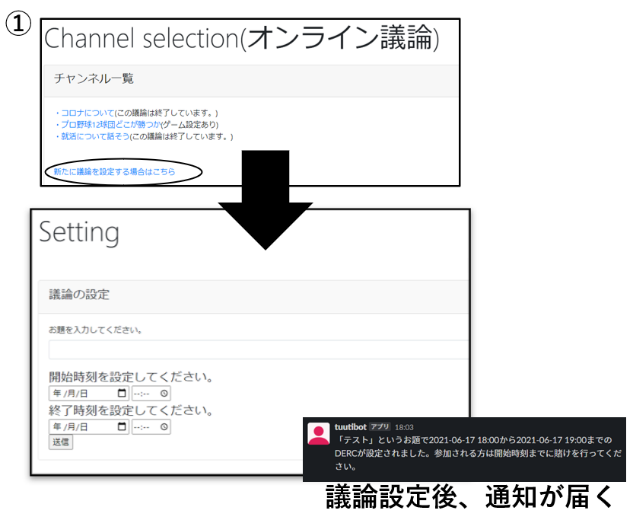 ①
Channel selection(オンライン議論)
チャンネル一覧
・コロナについて(この議論は終了しています。)
・プロ野球12球団どこが勝つか(ゲーム設定あり)
・就活について話そう(この議論は終了しています。)
新たに議論を設定する場合はこちら
Setting
議論の設定
お題を入力してください。
開始時刻を設定してください。
年 /月/日 --:--
終了時刻を設定してください。
年 /月/日 --:--
送信
tuutibot アプリ 18:03
「テスト」というお題で2021-06-17 18:00から2021-06-17 19:00までの
DERCが設定されました。参加される方は開始時刻までに賭けを行ってくだ
さい。
議論設定後、通知が届く